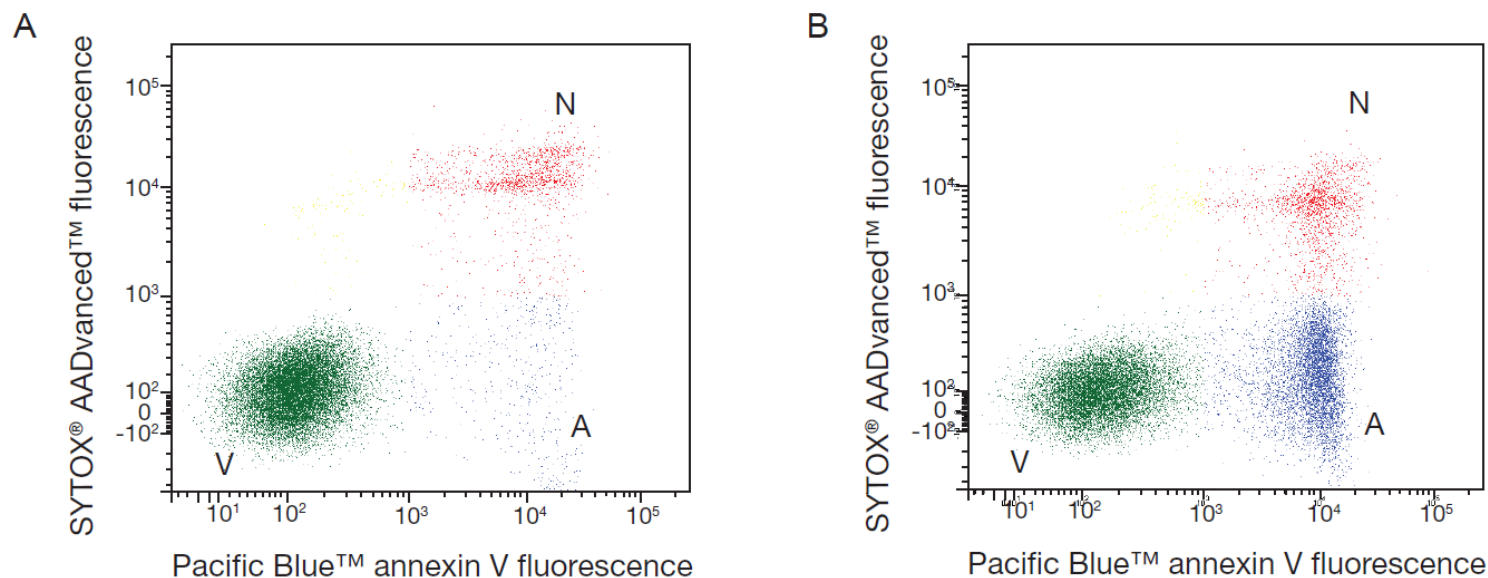 A
SYTOX® AADvanced™ fluorescence
10⁵
10⁴
10³
10²
0
-10²
N
A
V
10¹ 10² 10³ 10⁴ 10⁵
Pacific Blue™ annexin V fluorescence
B
SYTOX® AADvanced™ fluorescence
10⁵
10⁴
10³
10²
0
-10²
N
A
V
10¹ 10² 10³ 10⁴ 10⁵
Pacific Blue™ annexin V fluorescence